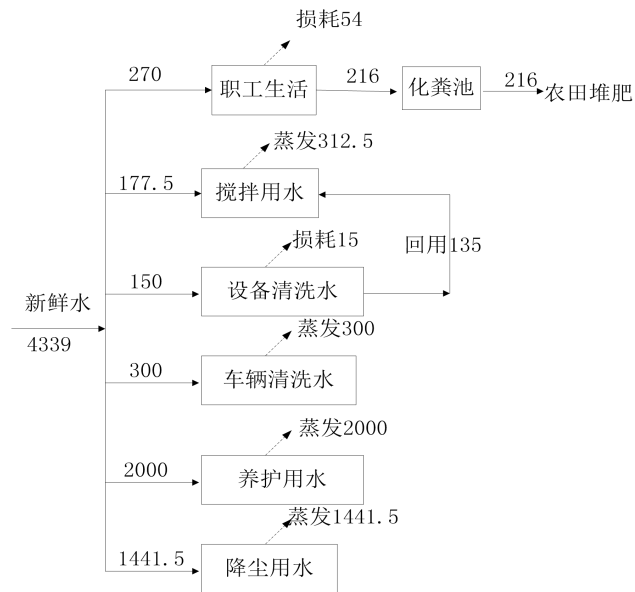 损耗54
270
职工生活
216
化粪池
216
农田堆肥
蒸发312.5
177.5
搅拌用水
损耗15
回用135
150
设备清洗水
新鲜水
4339
蒸发300
300
车辆清洗水
蒸发2000
2000
养护用水
蒸发1441.5
1441.5
降尘用水